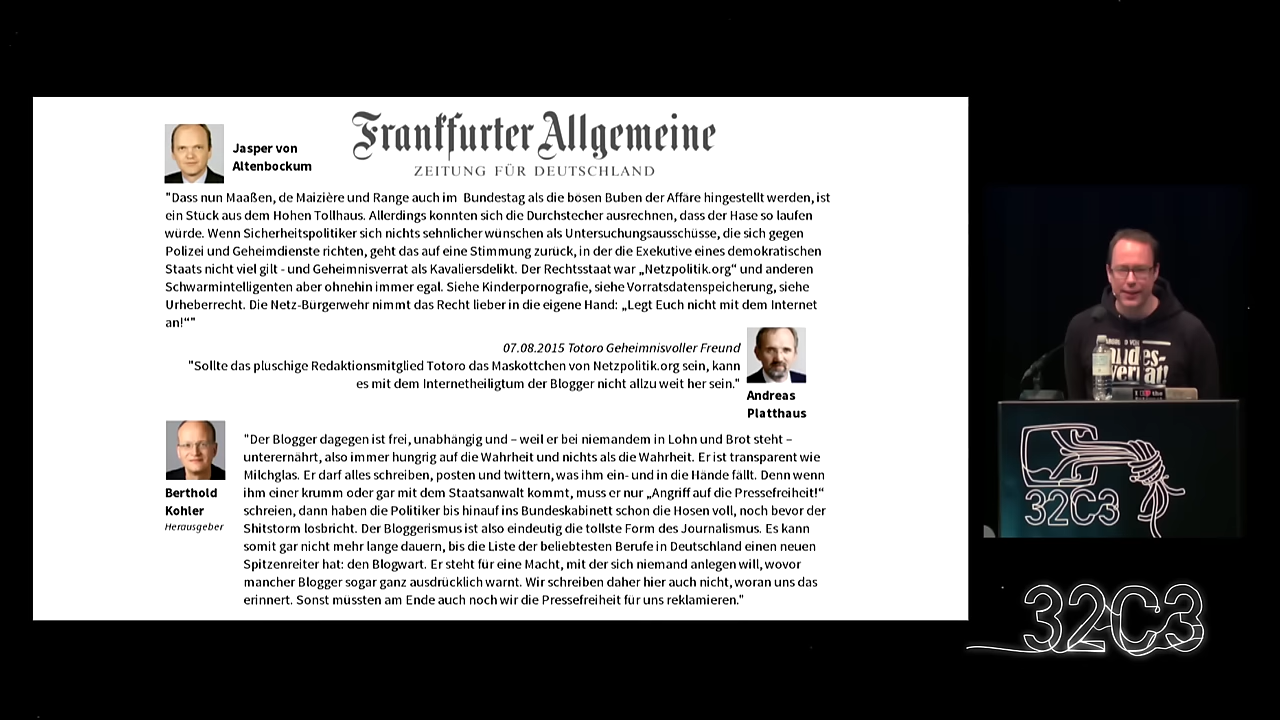 Jasper von
Altenbockum
Frankfurter Allgemeine
ZEITUNG FÜR DEUTSCHLAND
"Dass nun Maaßen, de Maizière und Range auch im Bundestag als die bösen Buben der Affäre hingestellt werden, ist
ein Stuck aus dem Hohen Tollhaus. Allerdings konnten sich die Durchstecher ausrechnen, dass der Hase so laufen
würde. Wenn Sicherheitspolitiker sich nichts sehnlicher wünschen als Untersuchungsausschüsse, die sich gegen
Polizei und Geheimdienste richten, geht das auf eine Stimmung zurück, in der die Exekutive eines demokratischen
Staats nicht viel gilt - und Geheimnisverrat als Kavaliersdelikt. Der Rechtsstaat war „Netzpolitik.org“ und anderen
Schwarmintelligenten aber ohnehin immer egal. Siehe Kinderpornografie, siehe Vorratsdatenspeicherung, siehe
Urheberrecht. Die Netz-Bürgerwehr nimmt das Recht lieber in die eigene Hand: „Legt Euch nicht mit dem Internet
an!“"
07.08.2015 Totoro Geheimnisvoller Freund
"Sollte das pluschige Redaktionsmitglied Totoro das Maskottchen von Netzpolitik.org sein, kann
es mit dem Internetheiligtum der Blogger nicht allzu weit her sein."
Andreas
Platthaus
Berthold
Kohler
Herausgeber
"Der Blogger dagegen ist frei, unabhängig und – weil er bei niemandem in Lohn und Brot steht –
unterernährt, also immer hungrig auf die Wahrheit und nichts als die Wahrheit. Er ist transparent wie
Milchglas. Er darf alles schreiben, posten und twittern, was ihm ein- und in die Hände fällt. Denn wenn
ihm einer krumm oder gar mit dem Staatsanwalt kommt, muss er nur „Angriff auf die Pressefreiheit!“
schreien, dann haben die Politiker bis hinauf ins Bundeskabinett schon die Hosen voll, noch bevor der
Shitstorm losbricht. Der Bloggerismus ist also eindeutig die tollste Form des Journalismus. Es kann
somit gar nicht mehr lange dauern, bis die Liste der beliebtesten Berufe in Deutschland einen neuen
Spitzenreiter hat: den Blogwart. Er steht für eine Macht, mit der sich niemand anlegen will, wovor
mancher Blogger sogar ganz ausdrücklich warnt. Wir schreiben daher hier auch nicht, woran uns das
erinnert. Sonst müssten am Ende auch noch wir die Pressefreiheit für uns reklamieren."
andes-
verrat!
32C3
32C3